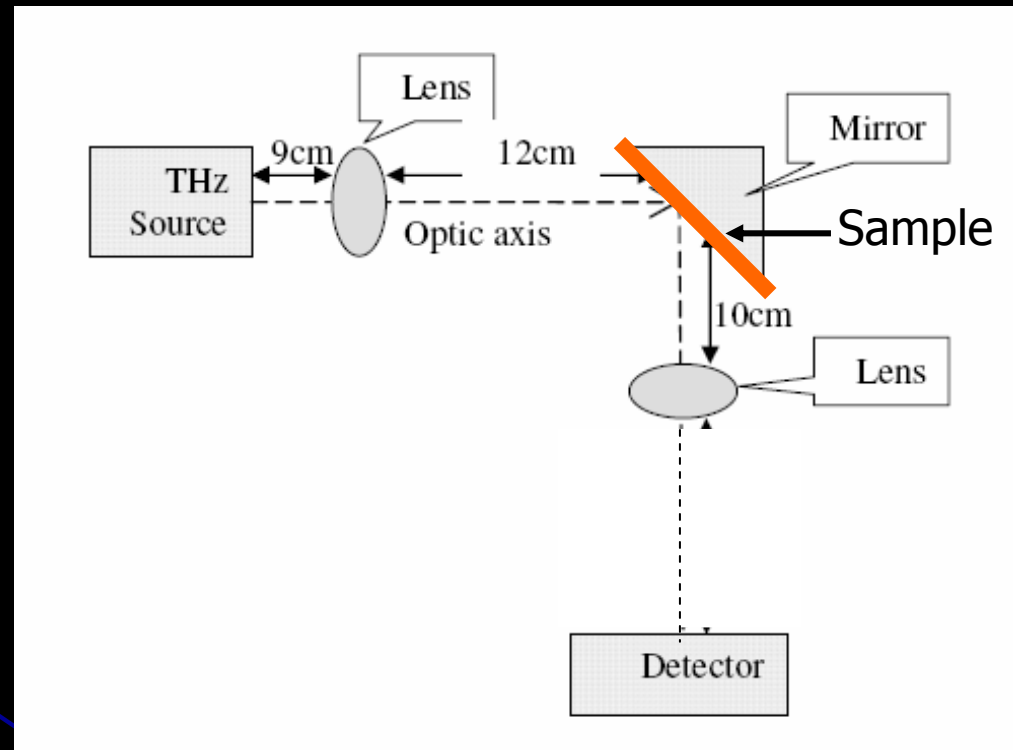 Lens
Mirror
9cm
12cm
THz
Source
Optic axis
Sample
10cm
Lens
Detector